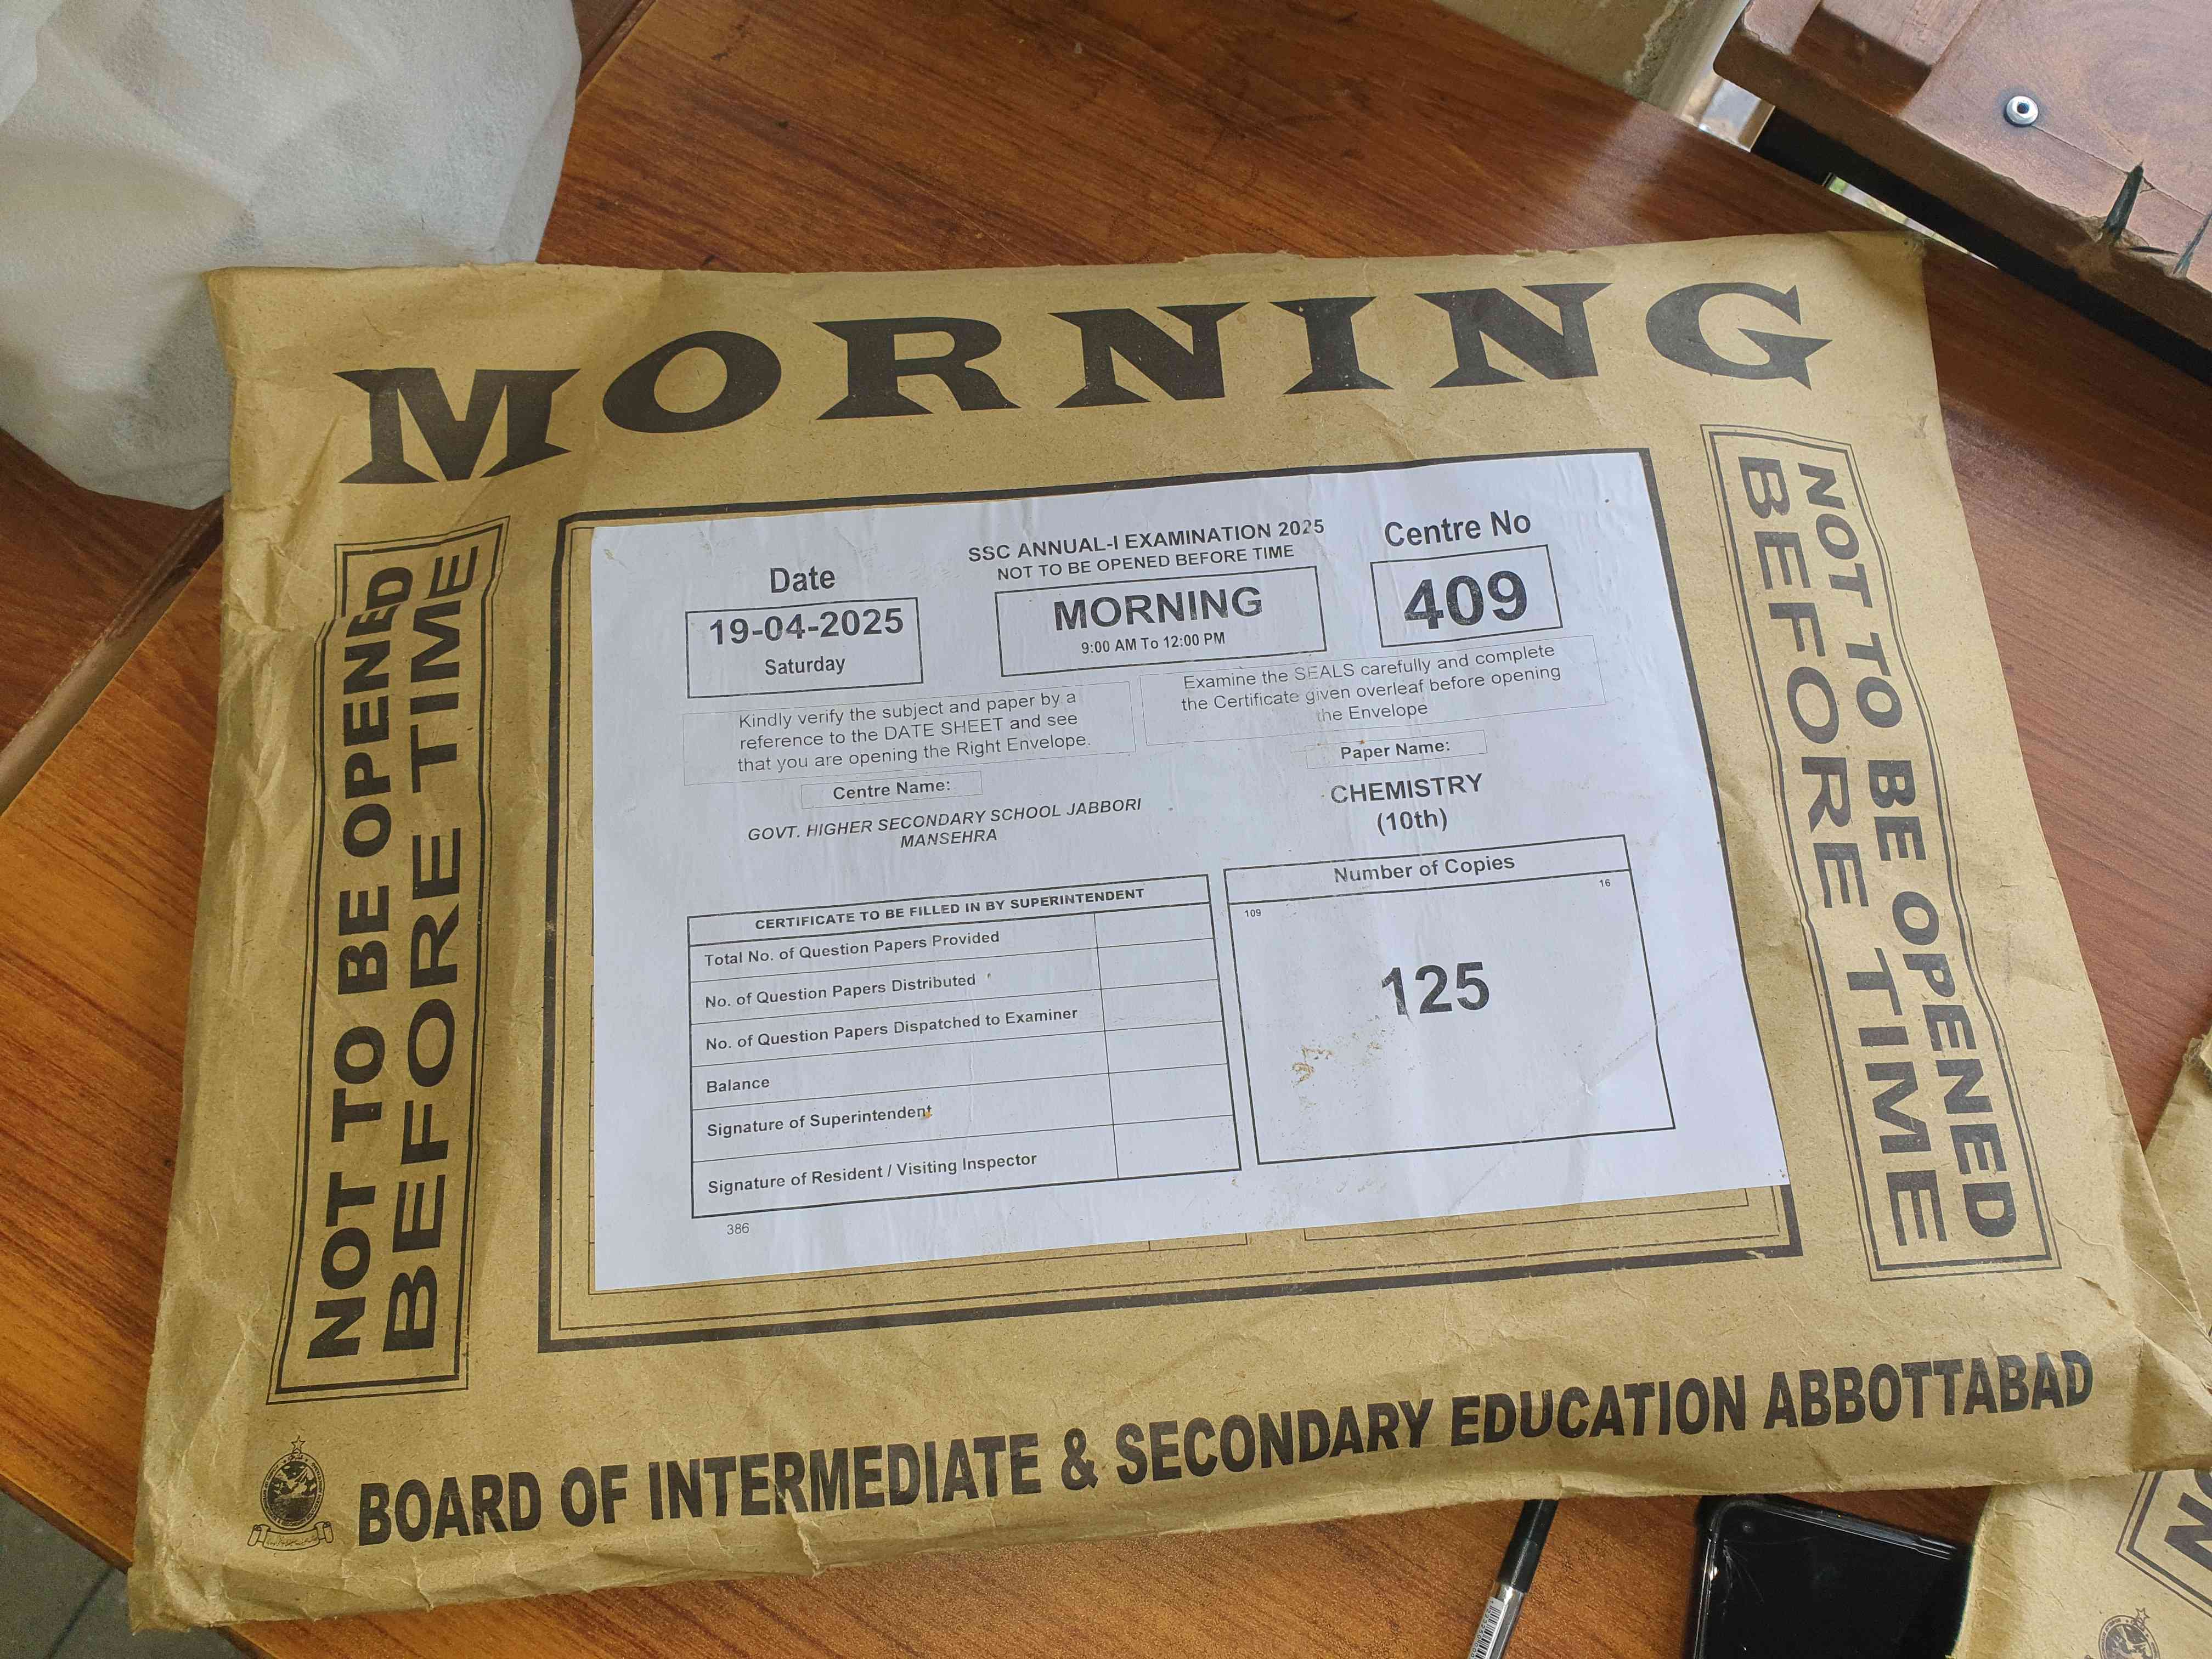 MORNING
NOT TO BE OPENED
BEFORE TIME
SSC ANNUAL-I EXAMINATION 2025
NOT TO BE OPENED BEFORE TIME
Date
19-04-2025
Saturday
MORNING
9:00 AM To 12:00 PM
Centre No
409
Kindly verify the subject and paper by a
reference to the DATE SHEET and see
that you are opening the Right Envelope.
Examine the SEALS carefully and complete
the Certificate given overleaf before opening
the Envelope
Centre Name:
GOVT. HIGHER SECONDARY SCHOOL JABBORI
MANSEHRA
Paper Name:
CHEMISTRY
(10th)
CERTIFICATE TO BE FILLED IN BY SUPERINTENDENT
Total No. of Question Papers Provided
No. of Question Papers Distributed
No. of Question Papers Dispatched to Examiner
Balance
Signature of Superintendent
Signature of Resident / Visiting Inspector
386
Number of Copies
109
16
125
NOT TO BE OPENED
BEFORE TIME
BOARD OF INTERMEDIATE & SECONDARY EDUCATION ABBOTTABAD